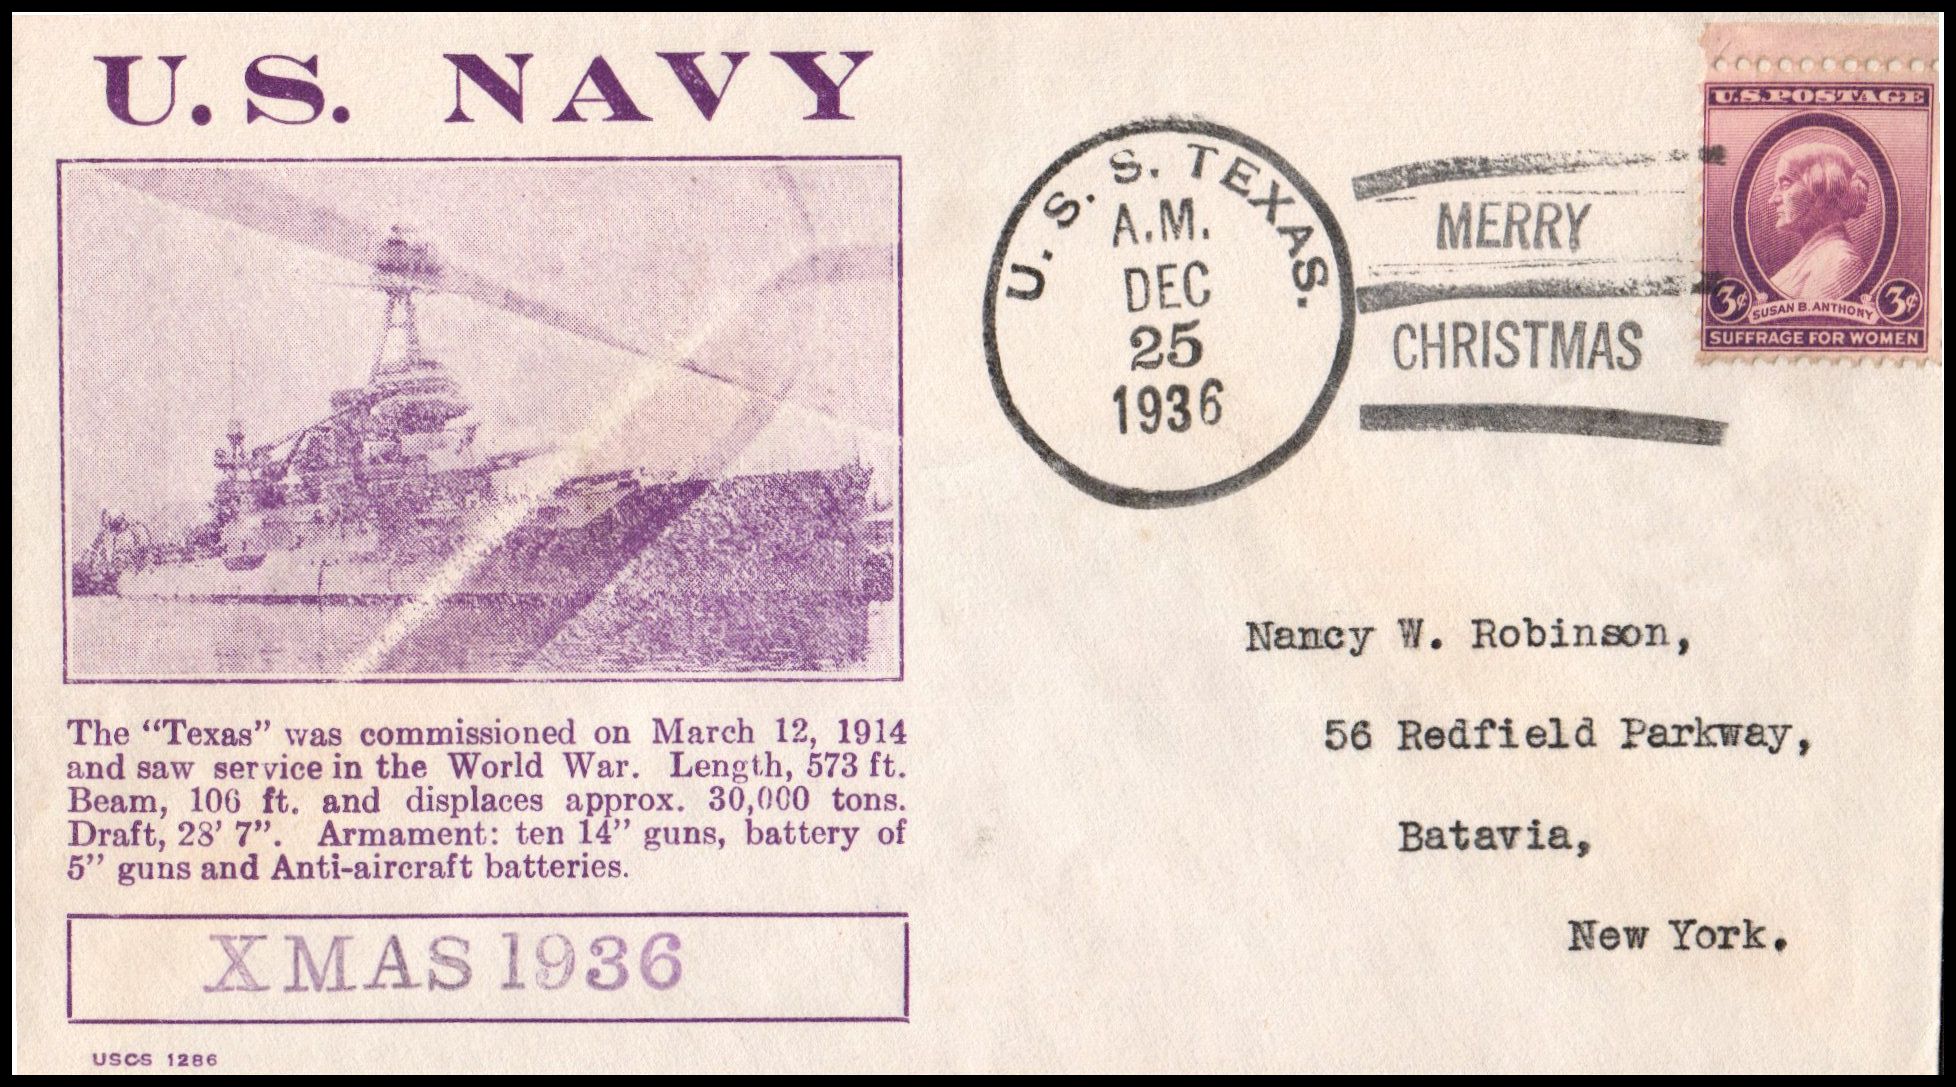 U.S. NAVY
The “Texas” was commissioned on March 12, 1914
and saw service in the World War. Length, 573 ft.
Beam, 106 ft. and displaces approx. 30,000 tons.
Draft, 28’ 7”. Armament: ten 14” guns, battery of
5” guns and Anti-aircraft batteries.
XMAS 1936
USCS 1286
U. S. S. TEXAS.
A.M.
DEC
25
1936
MERRY
CHRISTMAS
U.S. POSTAGE
3¢ 3¢
SUSAN B. ANTHONY
SUFFRAGE FOR WOMEN
Nancy W. Robinson,
56 Redfield Parkway,
Batavia,
New York.